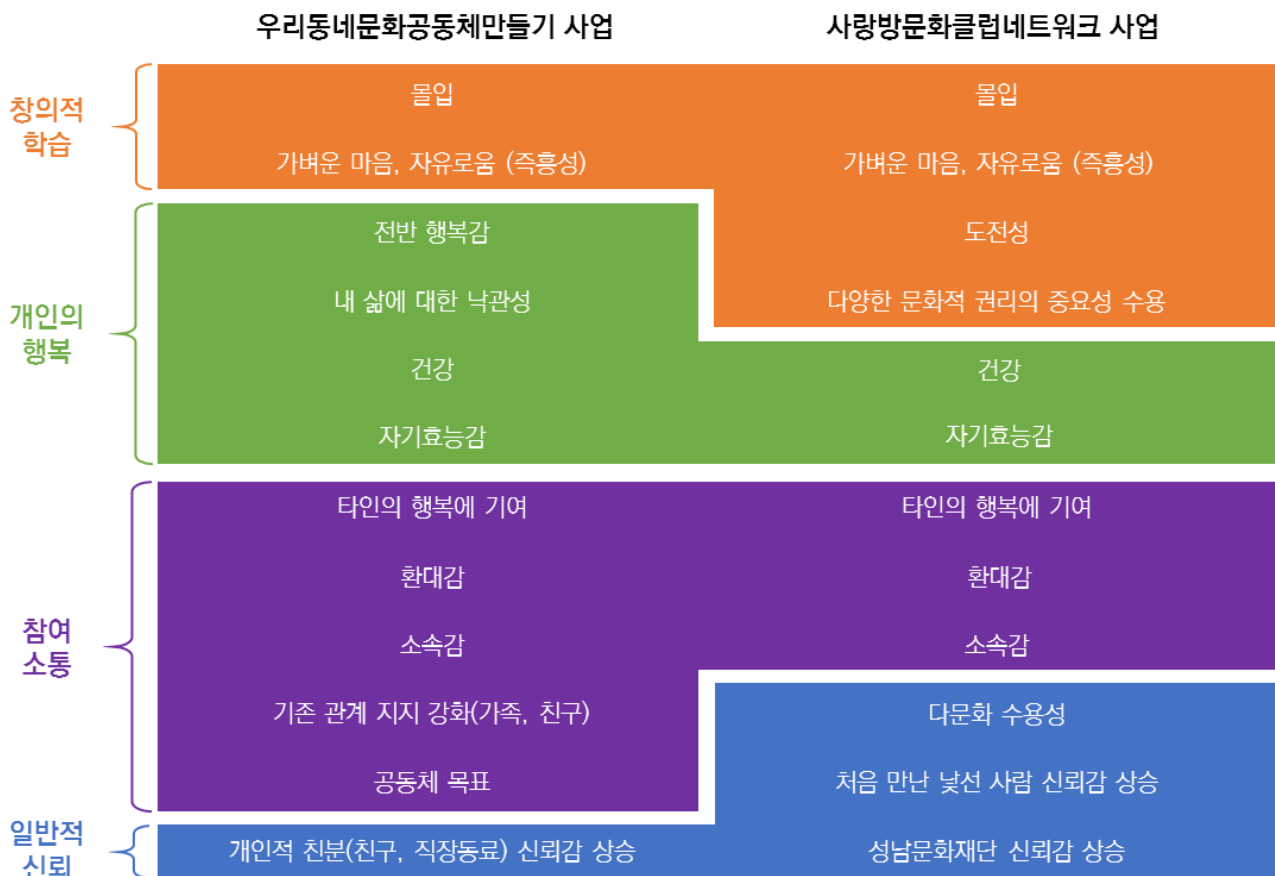 우리동네문화공동체만들기 사업 사랑방문화클럽네트워크 사업
창의적
학습
몰입 몰입
가벼운 마음, 자유로움 (즉흥성) 가벼운 마음, 자유로움 (즉흥성)
개인의
행복
전반 행복감 도전성
내 삶에 대한 낙관성 다양한 문화적 권리의 중요성 수용
건강 건강
자기효능감 자기효능감
참여
소통
타인의 행복에 기여 타인의 행복에 기여
환대감 환대감
소속감 소속감
기존 관계 지지 강화(가족, 친구) 다문화 수용성
공동체 목표 처음 만난 낯선 사람 신뢰감 상승
일반적
신뢰
개인적 친분(친구, 직장동료) 신뢰감 상승 성남문화재단 신뢰감 상승